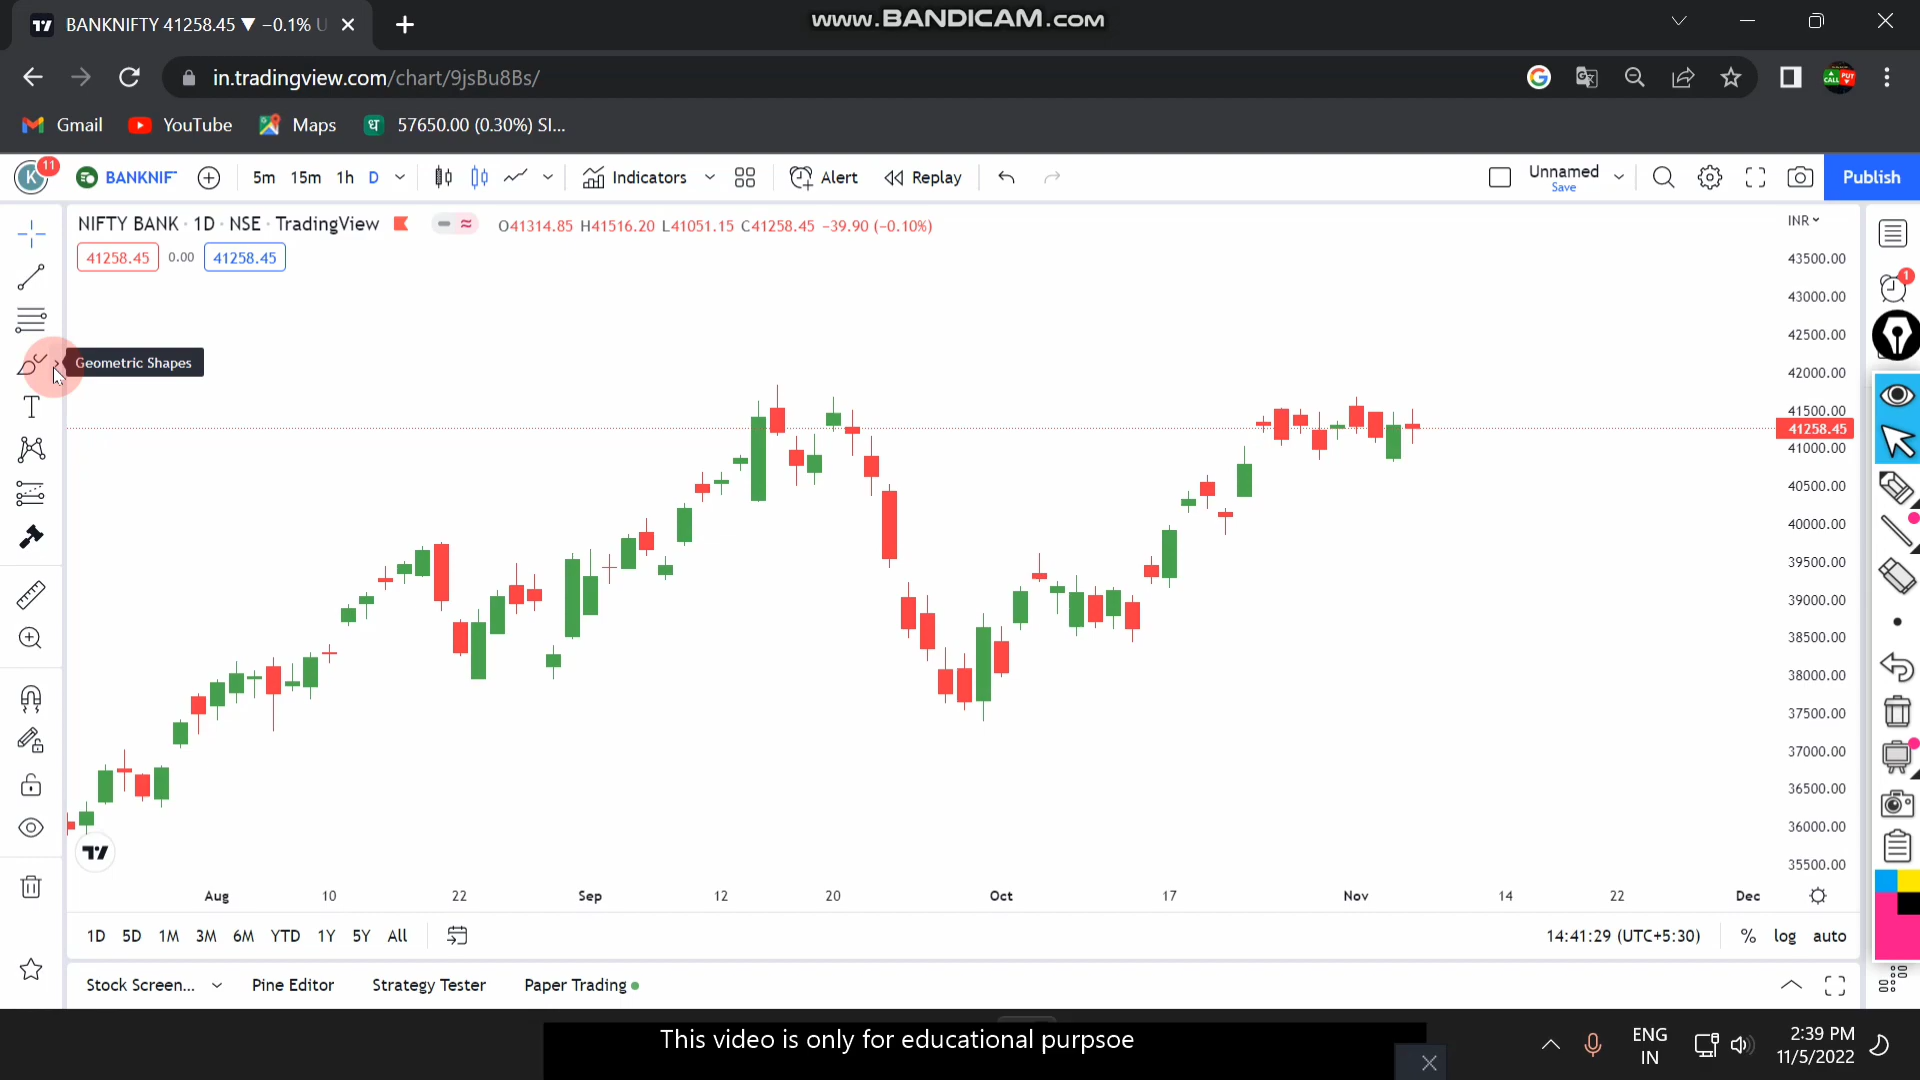 BANKNIFTY 41258.45 ▼ −0.1% U
www.BANDICAM.com
in.tradingview.com/chart/9jsBu8Bs/
Gmail
YouTube
Maps
57650.00 (0.30%) SI...
K
11
BANKNIF
5m
15m
1h
D
Indicators
Alert
Replay
Unnamed
Save
Publish
NIFTY BANK · 1D · NSE · TradingView
O41314.85 H41516.20 L41051.15 C41258.45 −39.90 (−0.10%)
INR
41258.45
0.00
41258.45
43500.00
43000.00
1
42500.00
Geometric Shapes
42000.00
41500.00
41258.45
41000.00
40500.00
40000.00
39500.00
39000.00
38500.00
38000.00
37500.00
37000.00
36500.00
36000.00
35500.00
Aug 10 22 Sep 12 20 Oct 17 Nov 14 22 Dec
1D 5D 1M 3M 6M YTD 1Y 5Y All
14:41:29 (UTC+5:30)
% log auto
Stock Screen...
Pine Editor
Strategy Tester
Paper Trading
This video is only for educational purpsoe
ENG
IN
2:39 PM
11/5/2022